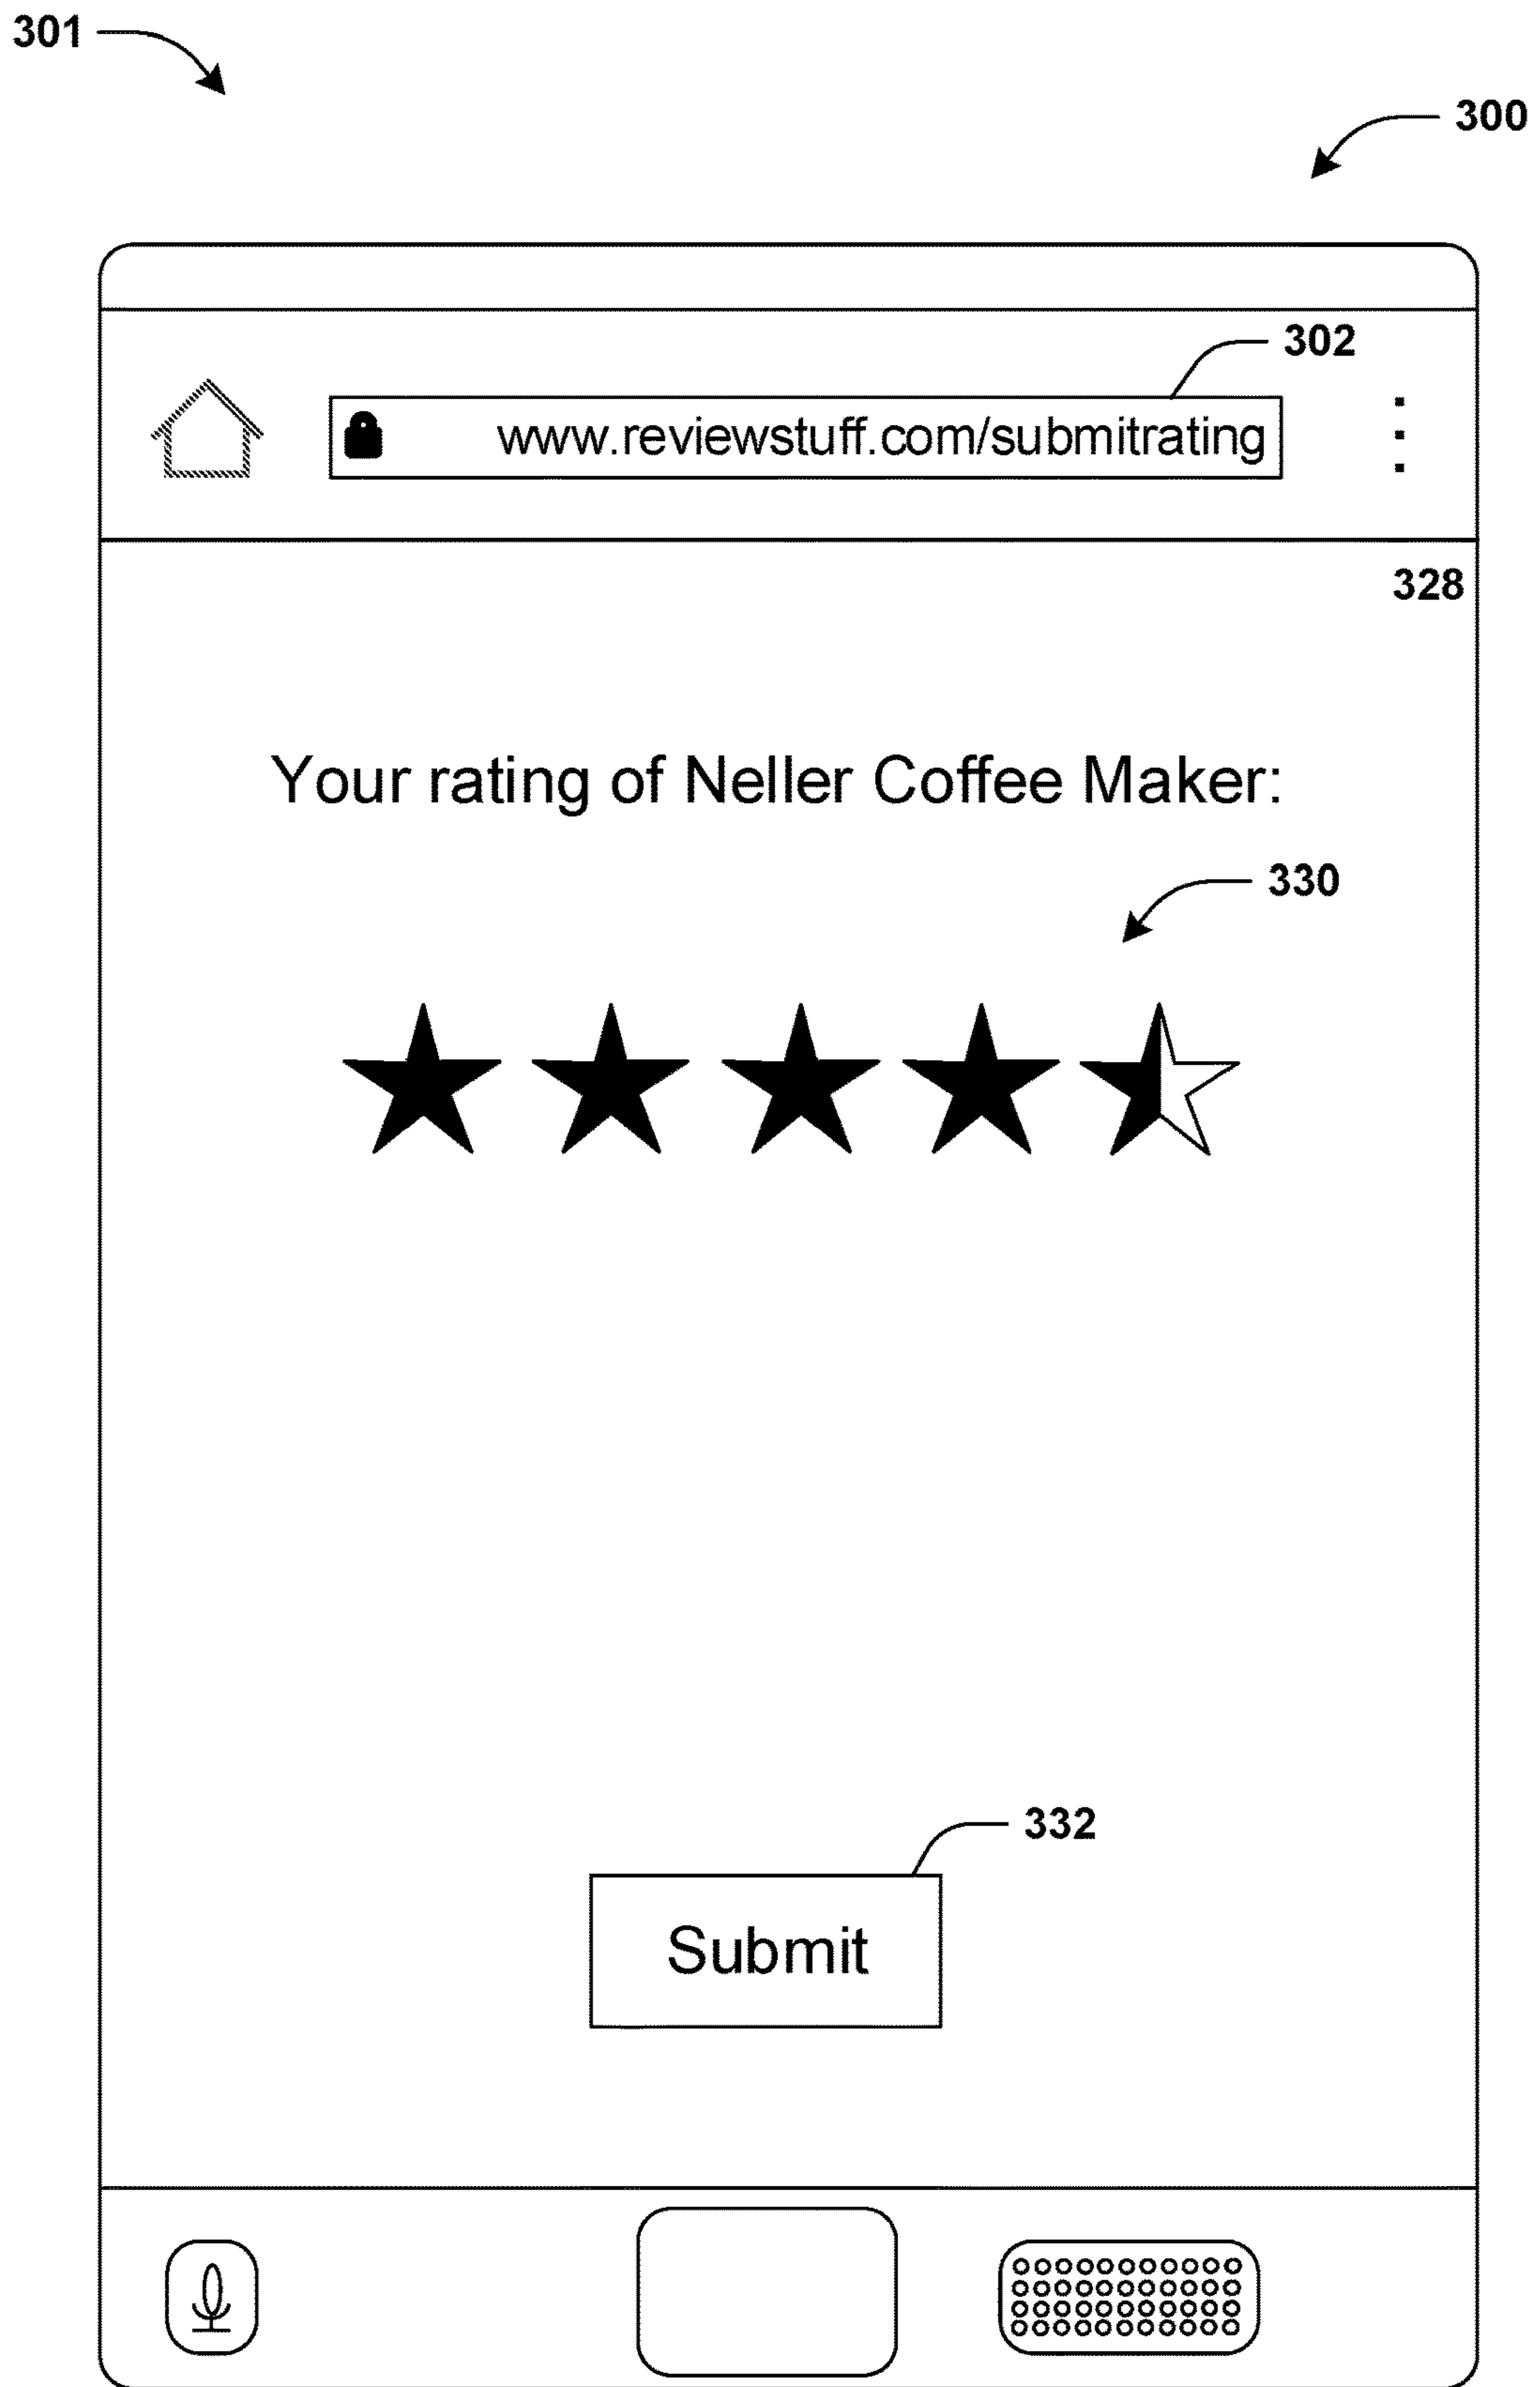 301
300
302
www.reviewstuff.com/submitrating
328
Your rating of Neller Coffee Maker:
330
332
Submit